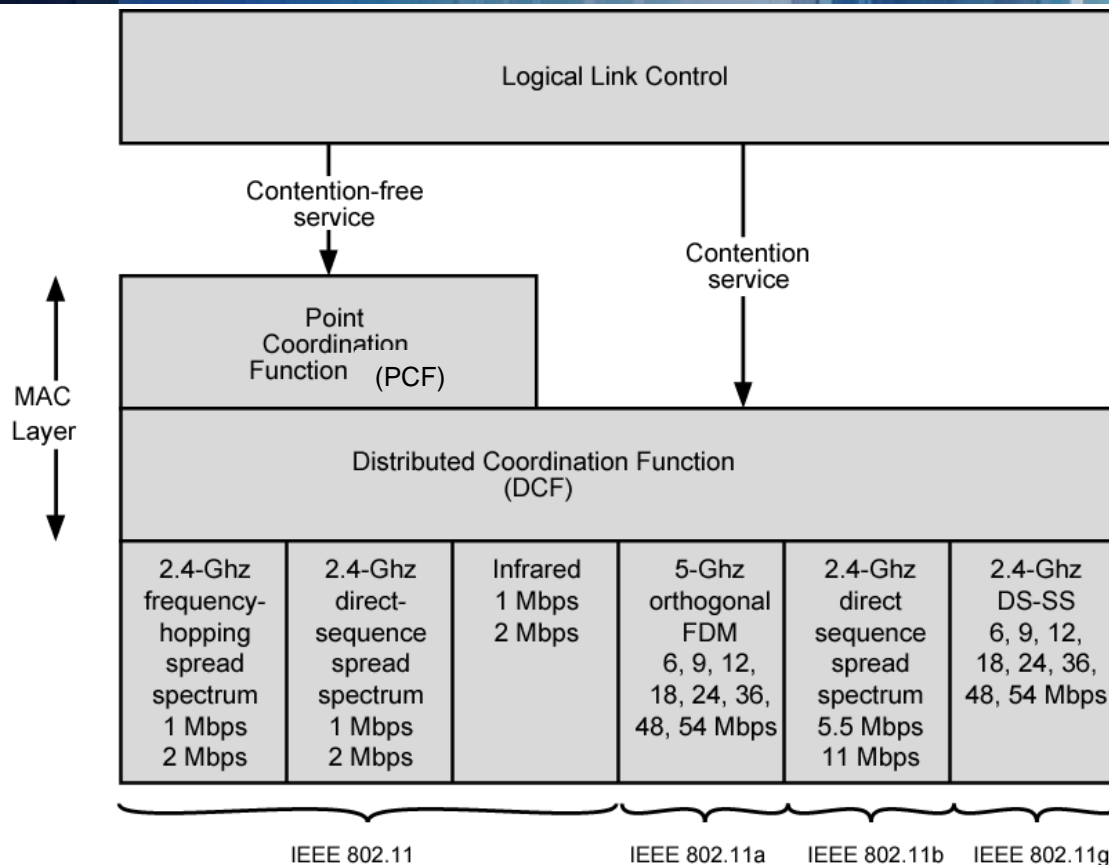 Logical Link Control
Contention-free
service
Contention
service
Point
Coordination
Function (PCF)
MAC
Layer
Distributed Coordination Function
(DCF)
2.4-Ghz
frequency-
hopping
spread
spectrum
1 Mbps
2 Mbps
2.4-Ghz
direct-
sequence
spread
spectrum
1 Mbps
2 Mbps
Infrared
1 Mbps
2 Mbps
5-Ghz
orthogonal
FDM
6, 9, 12,
18, 24, 36,
48, 54 Mbps
2.4-Ghz
direct
sequence
spread
spectrum
5.5 Mbps
11 Mbps
2.4-Ghz
DS-SS
6, 9, 12,
18, 24, 36,
48, 54 Mbps
IEEE 802.11
IEEE 802.11a
IEEE 802.11b
IEEE 802.11g